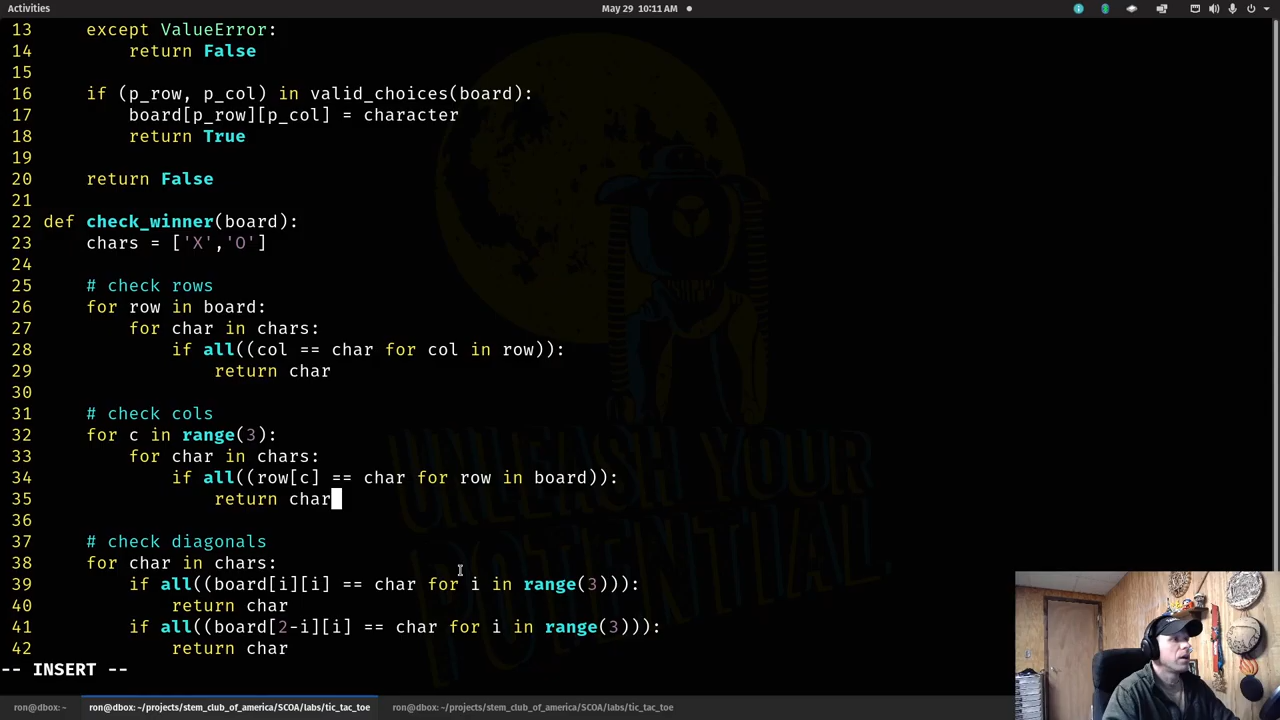 Activities
May 29 10:11 AM
13 except ValueError:
14 return False
15
16 if (p_row, p_col) in valid_choices(board):
17 board[p_row][p_col] = character
18 return True
19
20 return False
21
22 def check_winner(board):
23 chars = ['X','O']
24
25 # check rows
26 for row in board:
27 for char in chars:
28 if all((col == char for col in row)):
29 return char
30
31 # check cols
32 for c in range(3):
33 for char in chars:
34 if all((row[c] == char for row in board)):
35 return char
36
37 # check diagonals
38 for char in chars:
39 if all((board[i][i] == char for i in range(3))):
40 return char
41 if all((board[2-i][i] == char for i in range(3))):
42 return char
-- INSERT --
UNLEASH YOUR
POTENTIAL.
ron@dbox: ~
ron@dbox: ~/projects/stem_club_of_america/SCOA/labs/tic_tac_toe
ron@dbox: ~/projects/stem_club_of_america/SCOA/labs/tic_tac_toe